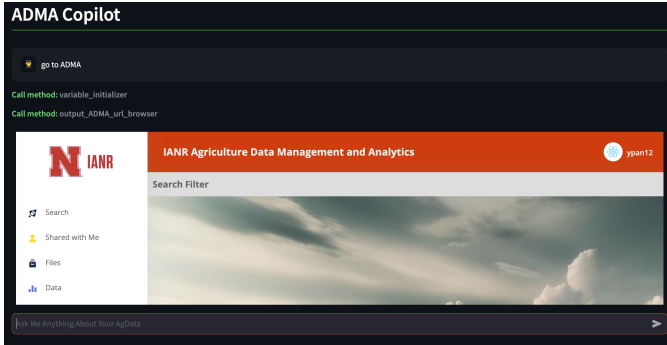 ADMA Copilot
go to ADMA
Call method: variable_initializer
Call method: output_ADMA_url_browser
N IANR
IANR Agriculture Data Management and Analytics
ypan12
Search Filter
Search
Shared with Me
Files
Data
Ask Me Anything About Your AgData